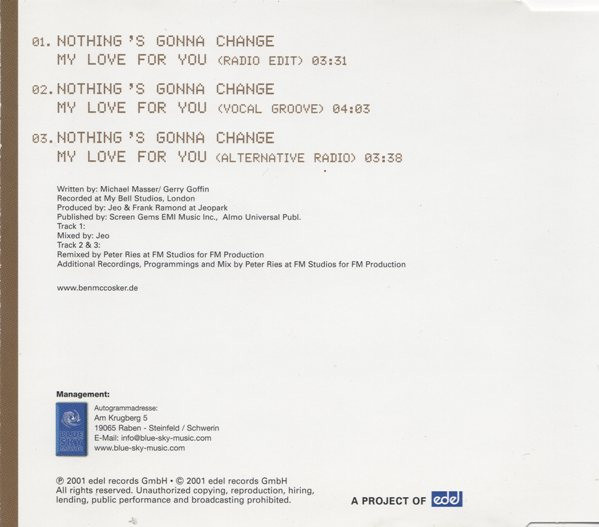 01. NOTHING'S GONNA CHANGE
MY LOVE FOR YOU (RADIO EDIT) 03:31
02. NOTHING'S GONNA CHANGE
MY LOVE FOR YOU (VOCAL GROOVE) 04:03
03. NOTHING'S GONNA CHANGE
MY LOVE FOR YOU (ALTERNATIVE RADIO) 03:38
Written by: Michael Masser/ Gerry Goffin
Recorded at My Bell Studios, London
Produced by: Jeo & Frank Ramond at Jeopark
Published by: Screen Gems EMI Music Inc., Almo Universal Publ.
Track 1:
Mixed by: Jeo
Track 2 & 3:
Remixed by Peter Ries at FM Studios for FM Production
Additional Recordings, Programmings and Mix by Peter Ries at FM Studios for FM Production
www.benmccosker.de
Management:
Autogrammadresse:
Am Krugberg 5
19065 Raben - Steinfeld / Schwerin
E-Mail: info@blue-sky-music.com
www.blue-sky-music.com
BLUE
SKY
MUSIC
℗ 2001 edel records GmbH • © 2001 edel records GmbH
All rights reserved. Unauthorized copying, reproduction, hiring,
lending, public performance and broadcasting prohibited.
A PROJECT OF edel